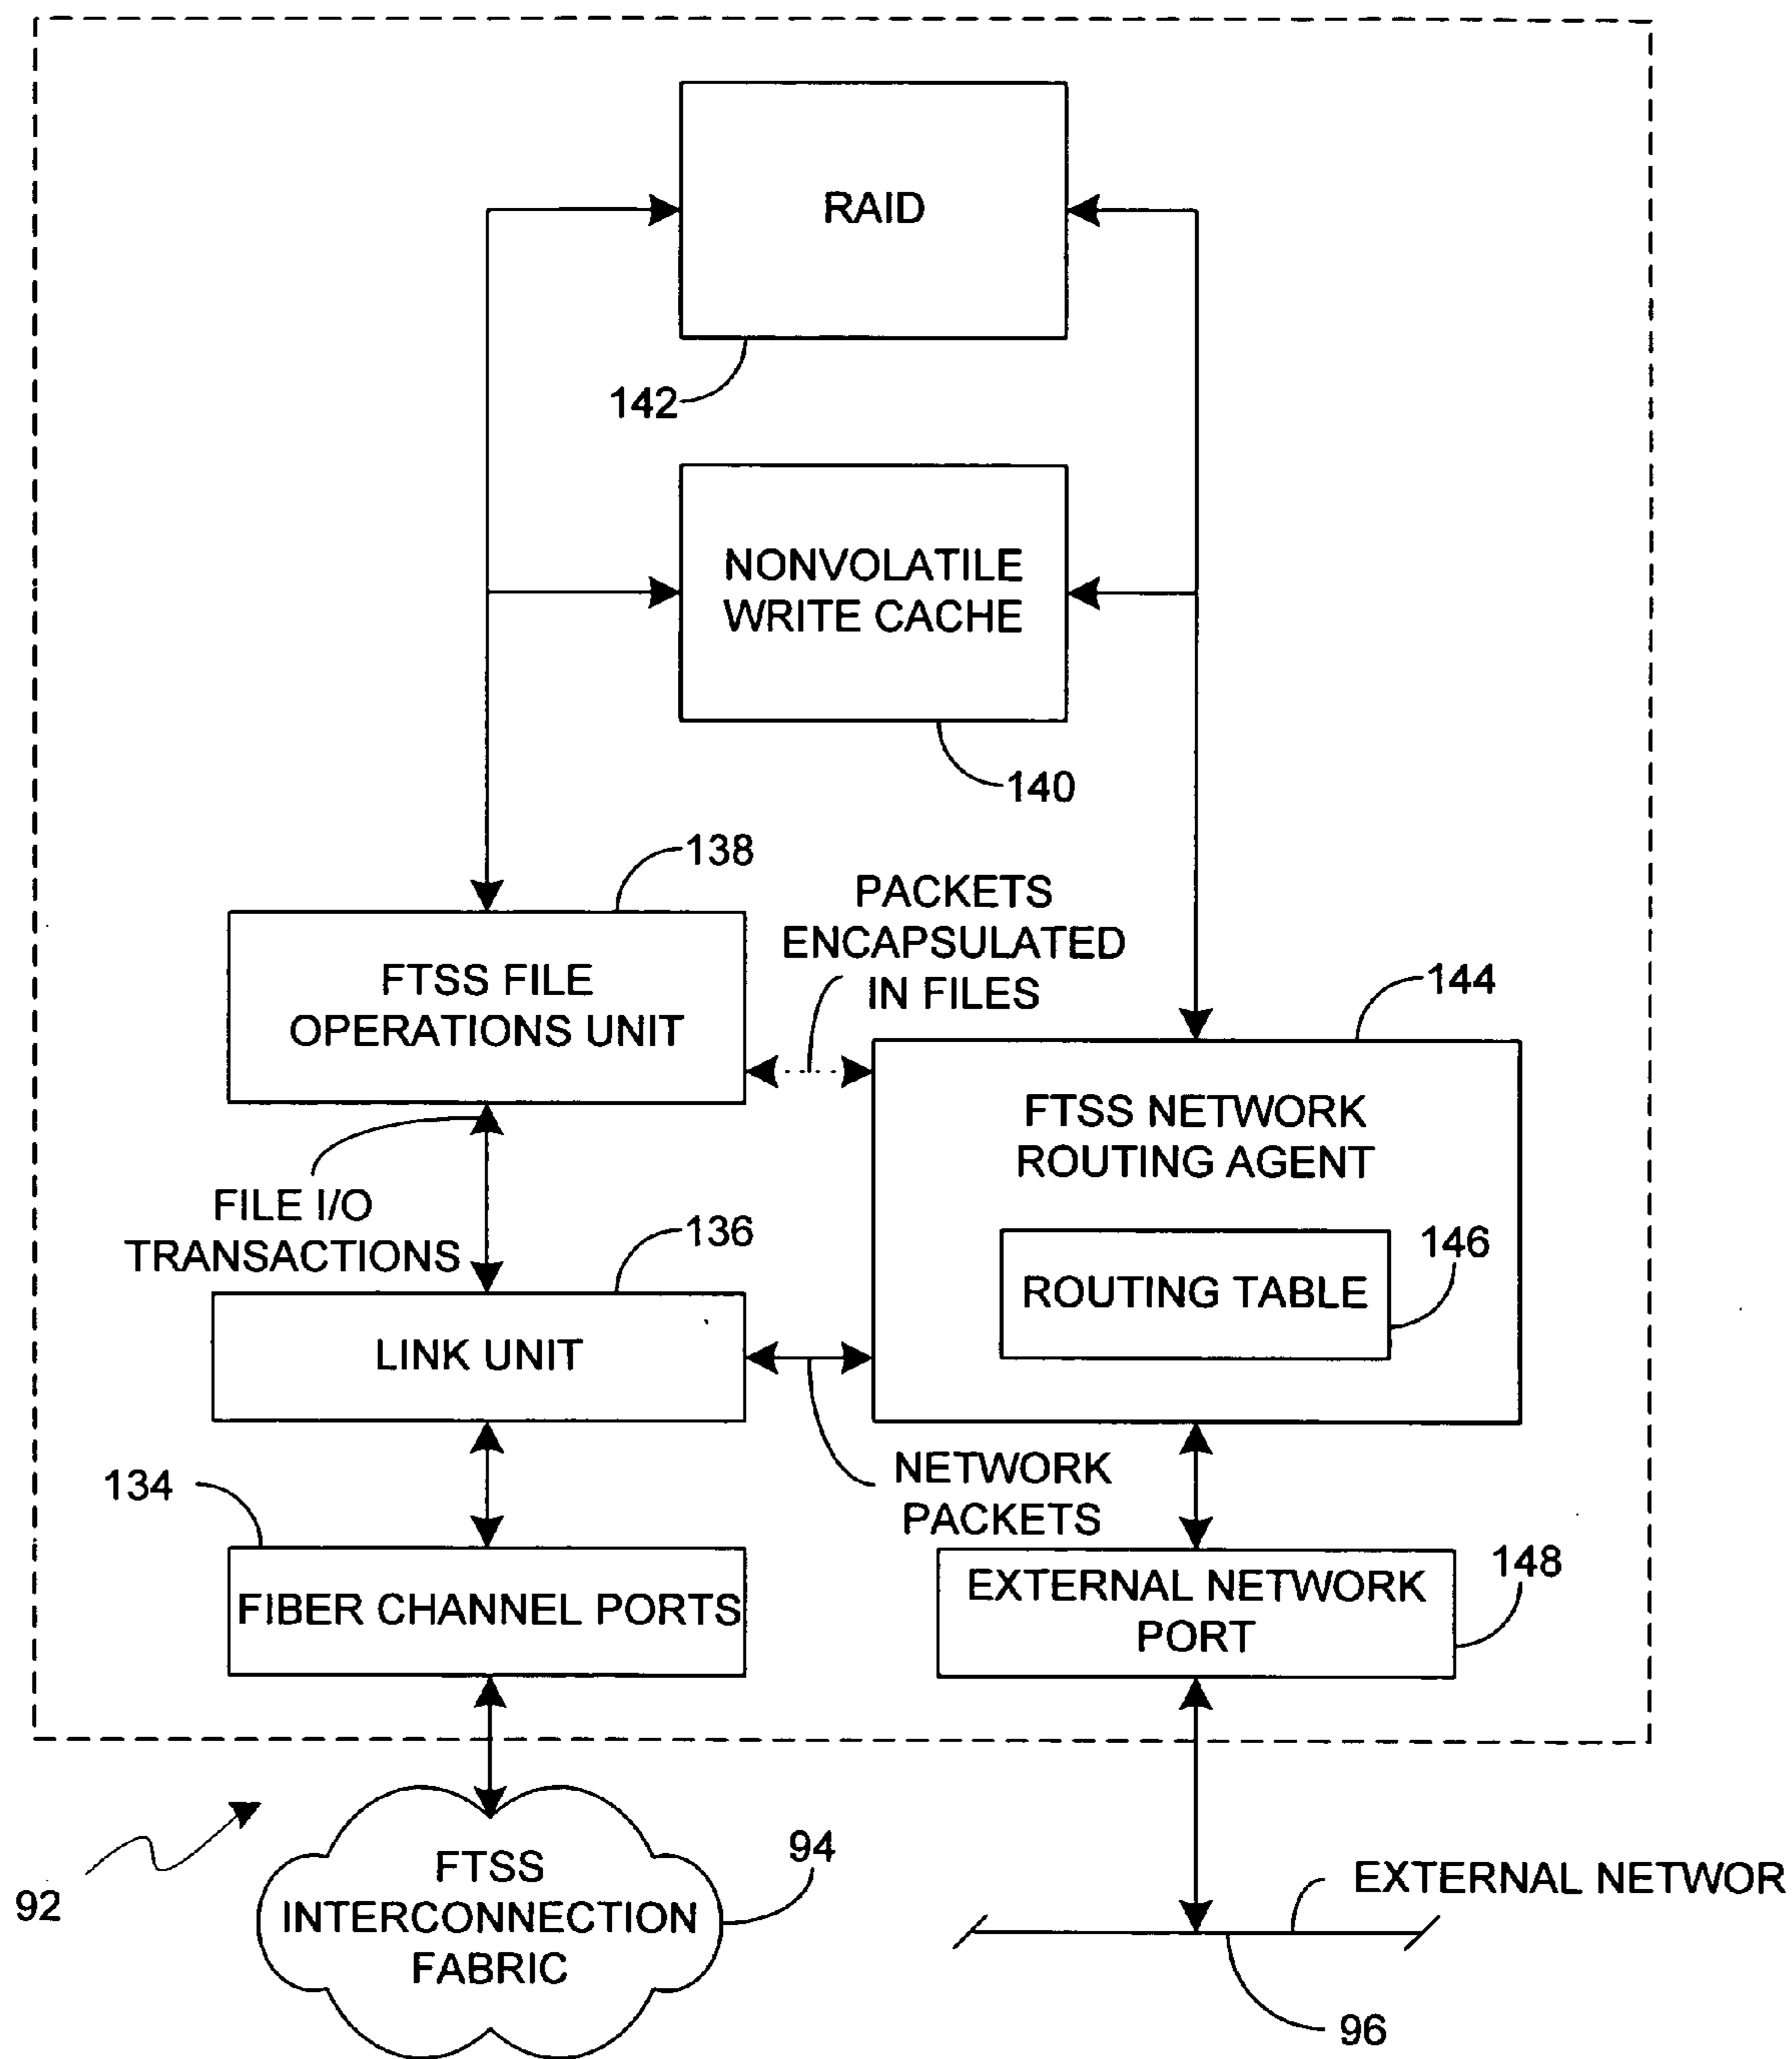 RAID
142
NONVOLATILE
WRITE CACHE
140
138
PACKETS
ENCAPSULATED
IN FILES
FTSS FILE
OPERATIONS UNIT
144
FTSS NETWORK
ROUTING AGENT
FILE I/O
TRANSACTIONS
136
146
ROUTING TABLE
LINK UNIT
134
NETWORK
PACKETS
148
FIBER CHANNEL PORTS
EXTERNAL NETWORK
PORT
92
94
FTSS
INTERCONNECTION
FABRIC
EXTERNAL NETWOR
96